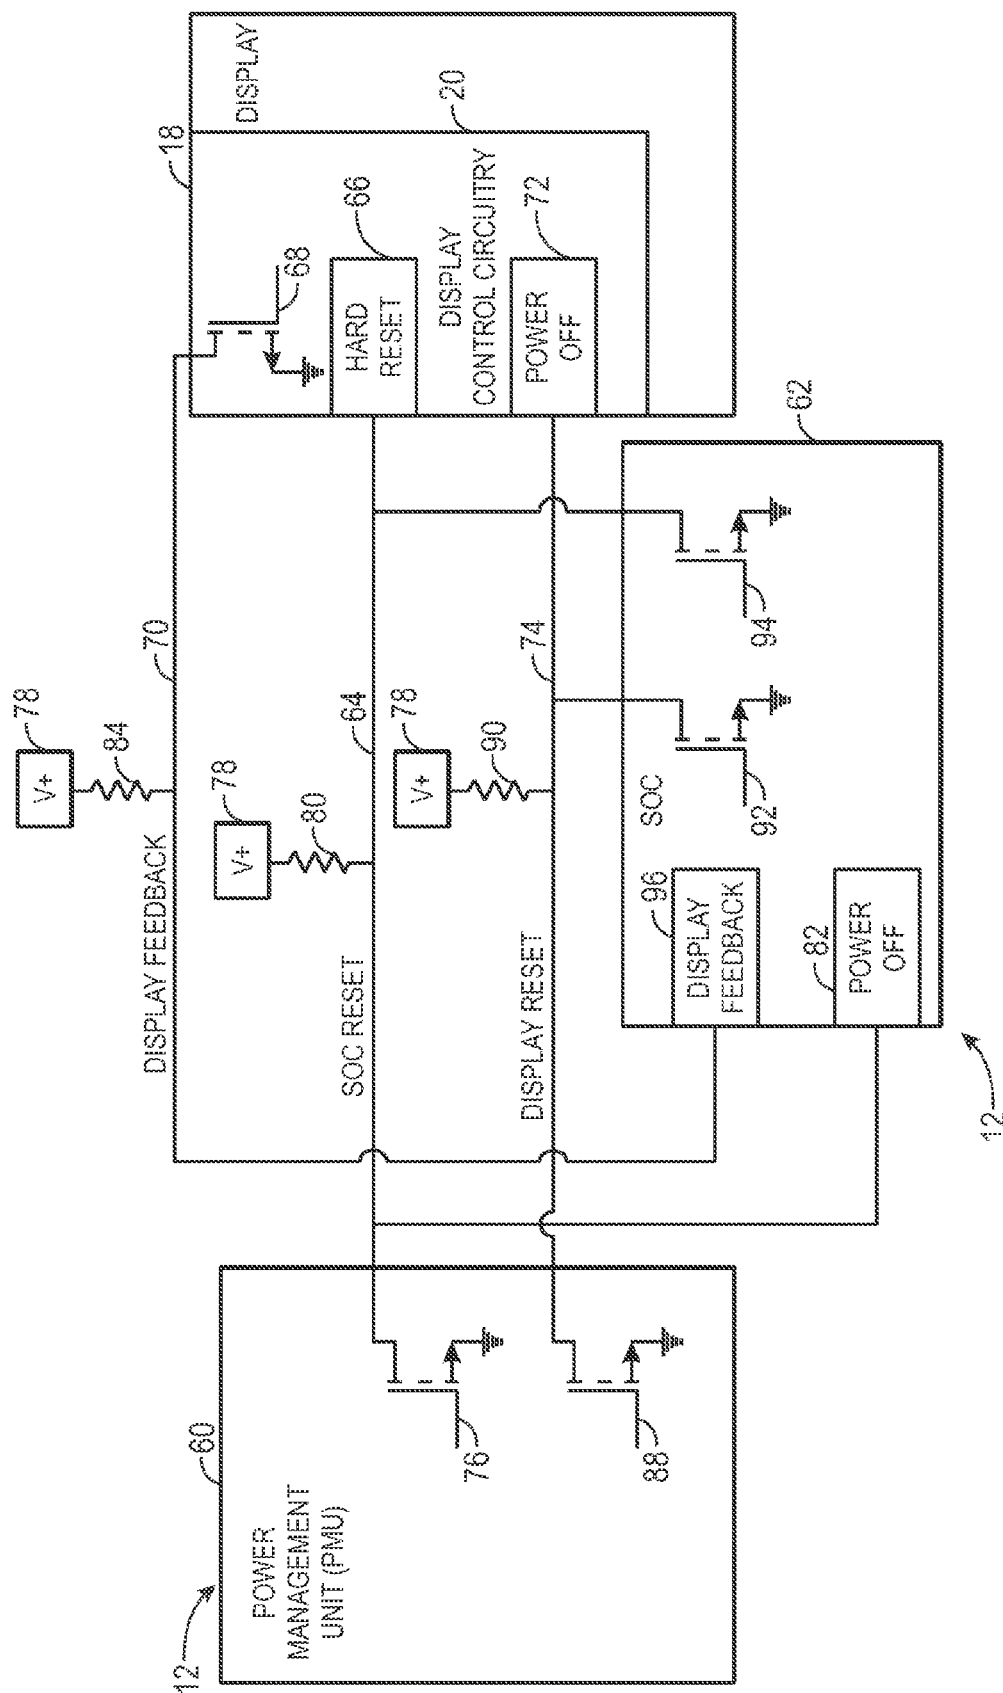 18
DISPLAY
20
68
HARD
RESET
66
DISPLAY
CONTROL CIRCUITRY
POWER
OFF
72
78
V+
84
70
DISPLAY FEEDBACK
78
V+
80
64
SOC RESET
78
V+
90
74
DISPLAY RESET
62
SOC
92
94
96
DISPLAY
FEEDBACK
82
POWER
OFF
12
12
60
POWER
MANAGEMENT
UNIT (PMU)
76
88